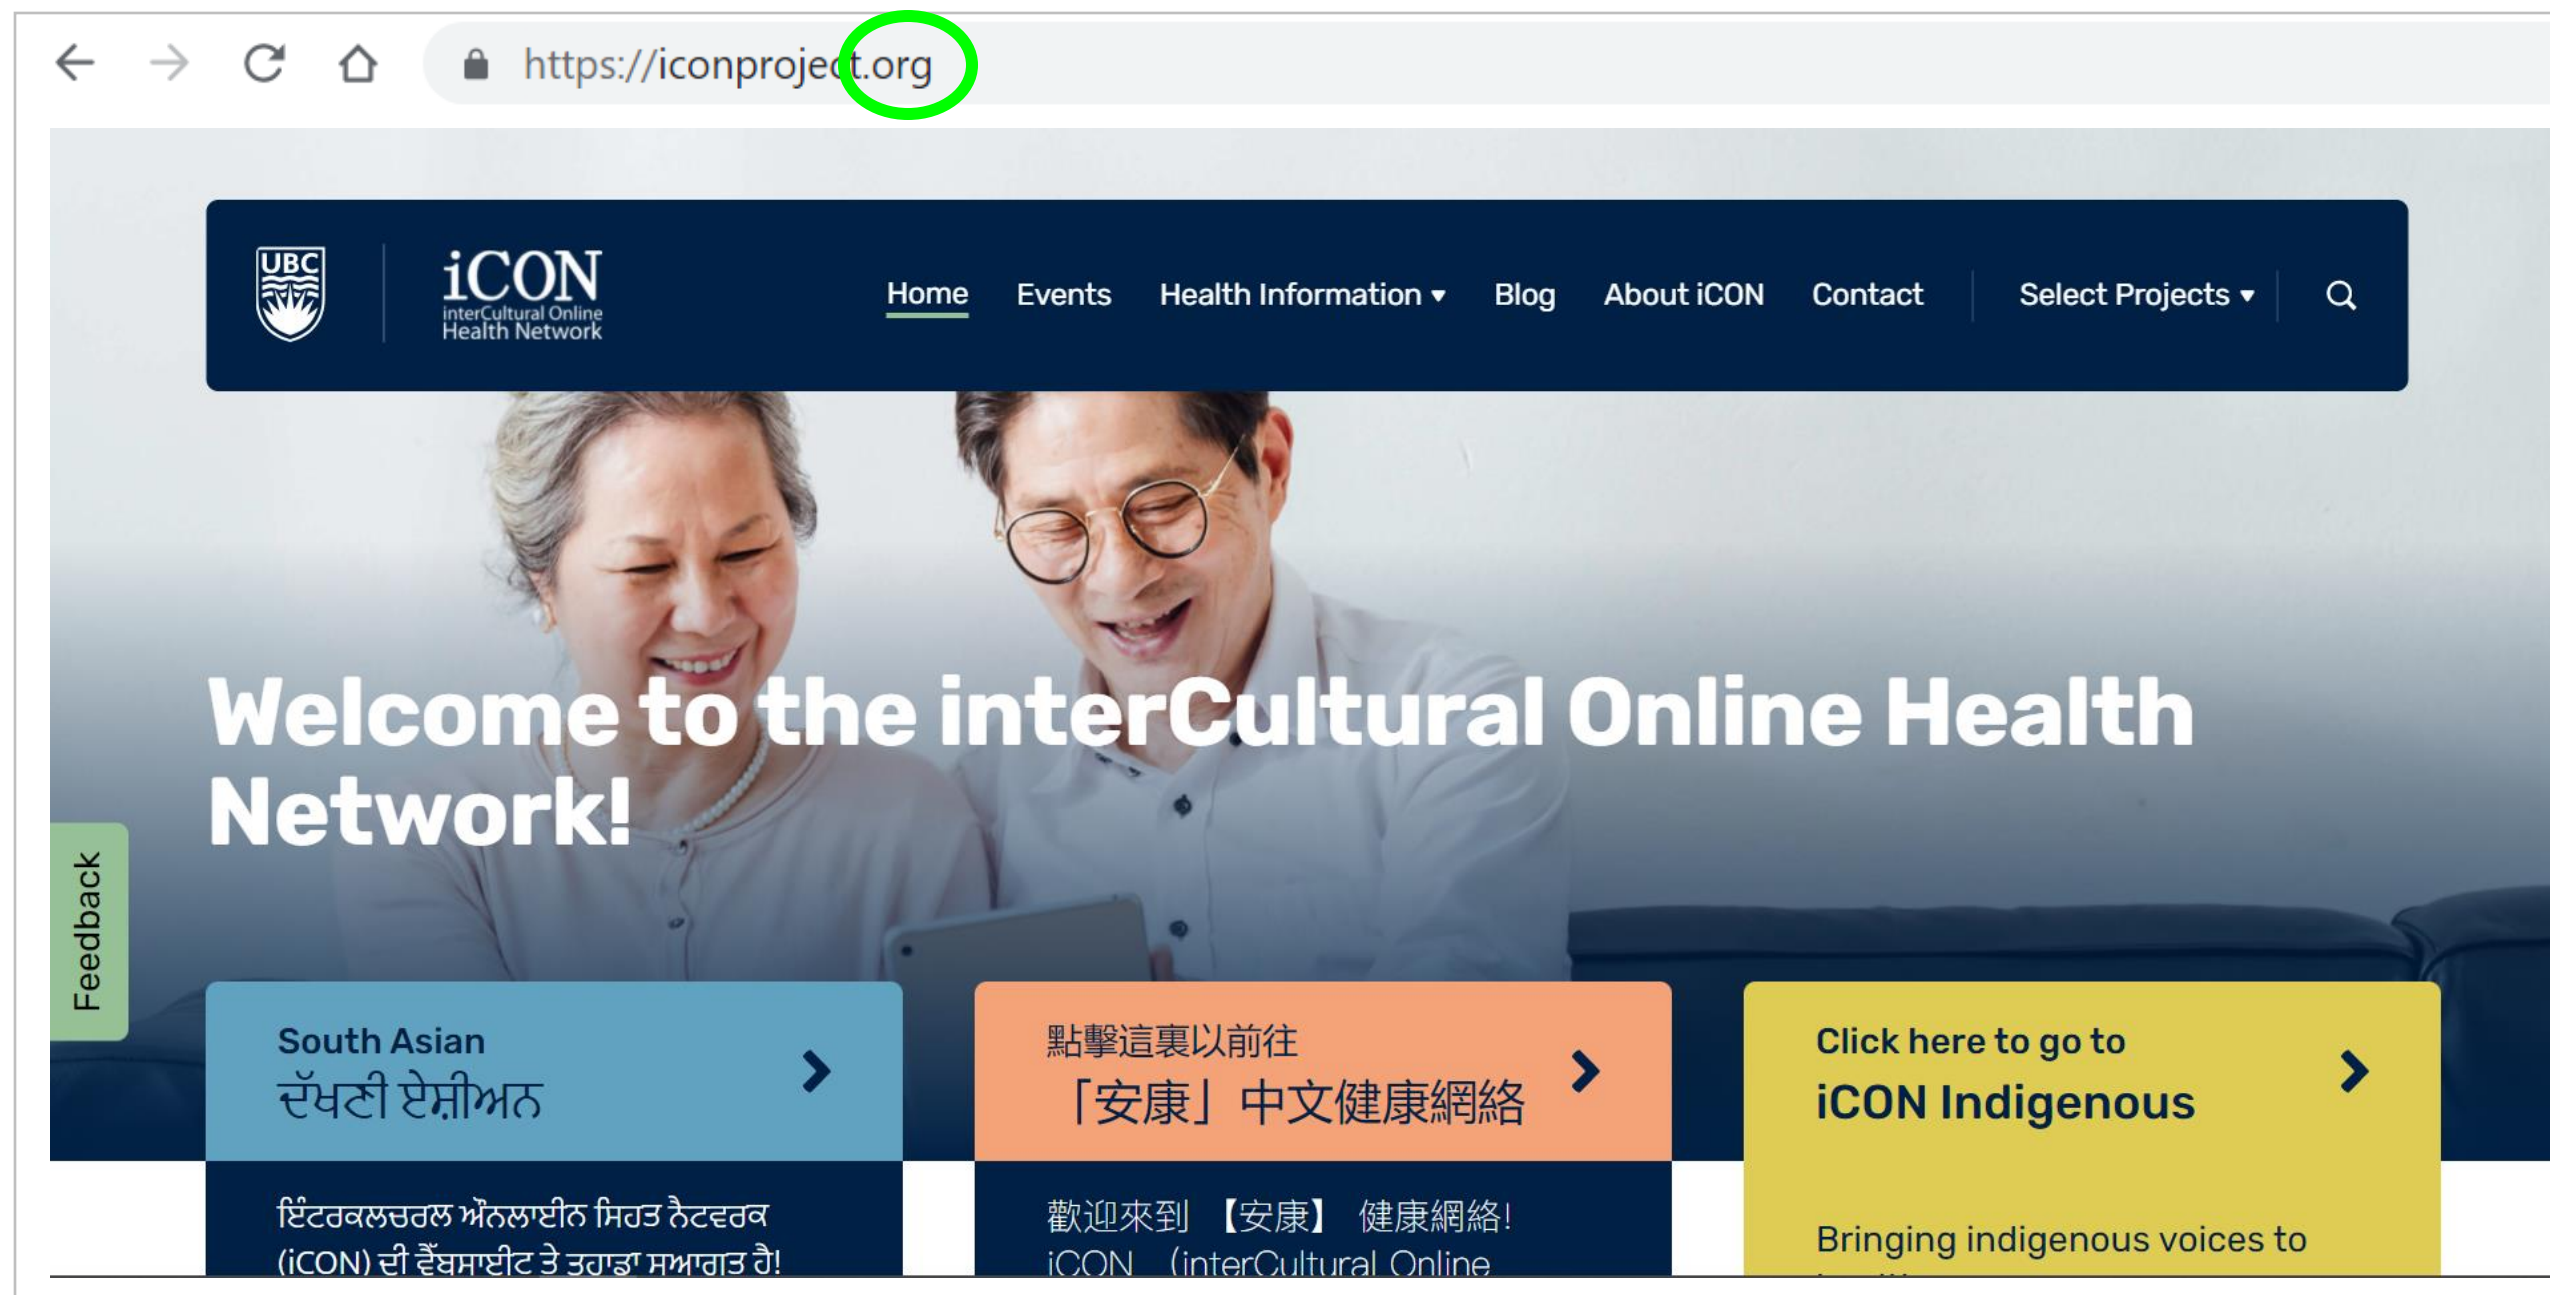 https://iconproject.org
UBC
iCON
interCultural Online
Health Network
Home Events Health Information Blog About iCON Contact Select Projects
Welcome to the interCultural Online Health
Network!
Feedback
South Asian
ਦੱਖਣੀ ਏਸ਼ੀਅਨ
ਇੰਟਰਕਲਚਰਲ ਔਨਲਾਈਨ ਸਿਹਤ ਨੈਟਵਰਕ
(iCON) ਦੀ ਵੈੱਬਸਾਈਟ ਤੇ ਤੁਹਾਡਾ ਸਆਗਤ ਹੈ!
點擊這裏以前往
「安康」中文健康網絡
歡迎來到 【安康】 健康網絡!
iCON （interCultural Online
Click here to go to
iCON Indigenous
Bringing indigenous voices to